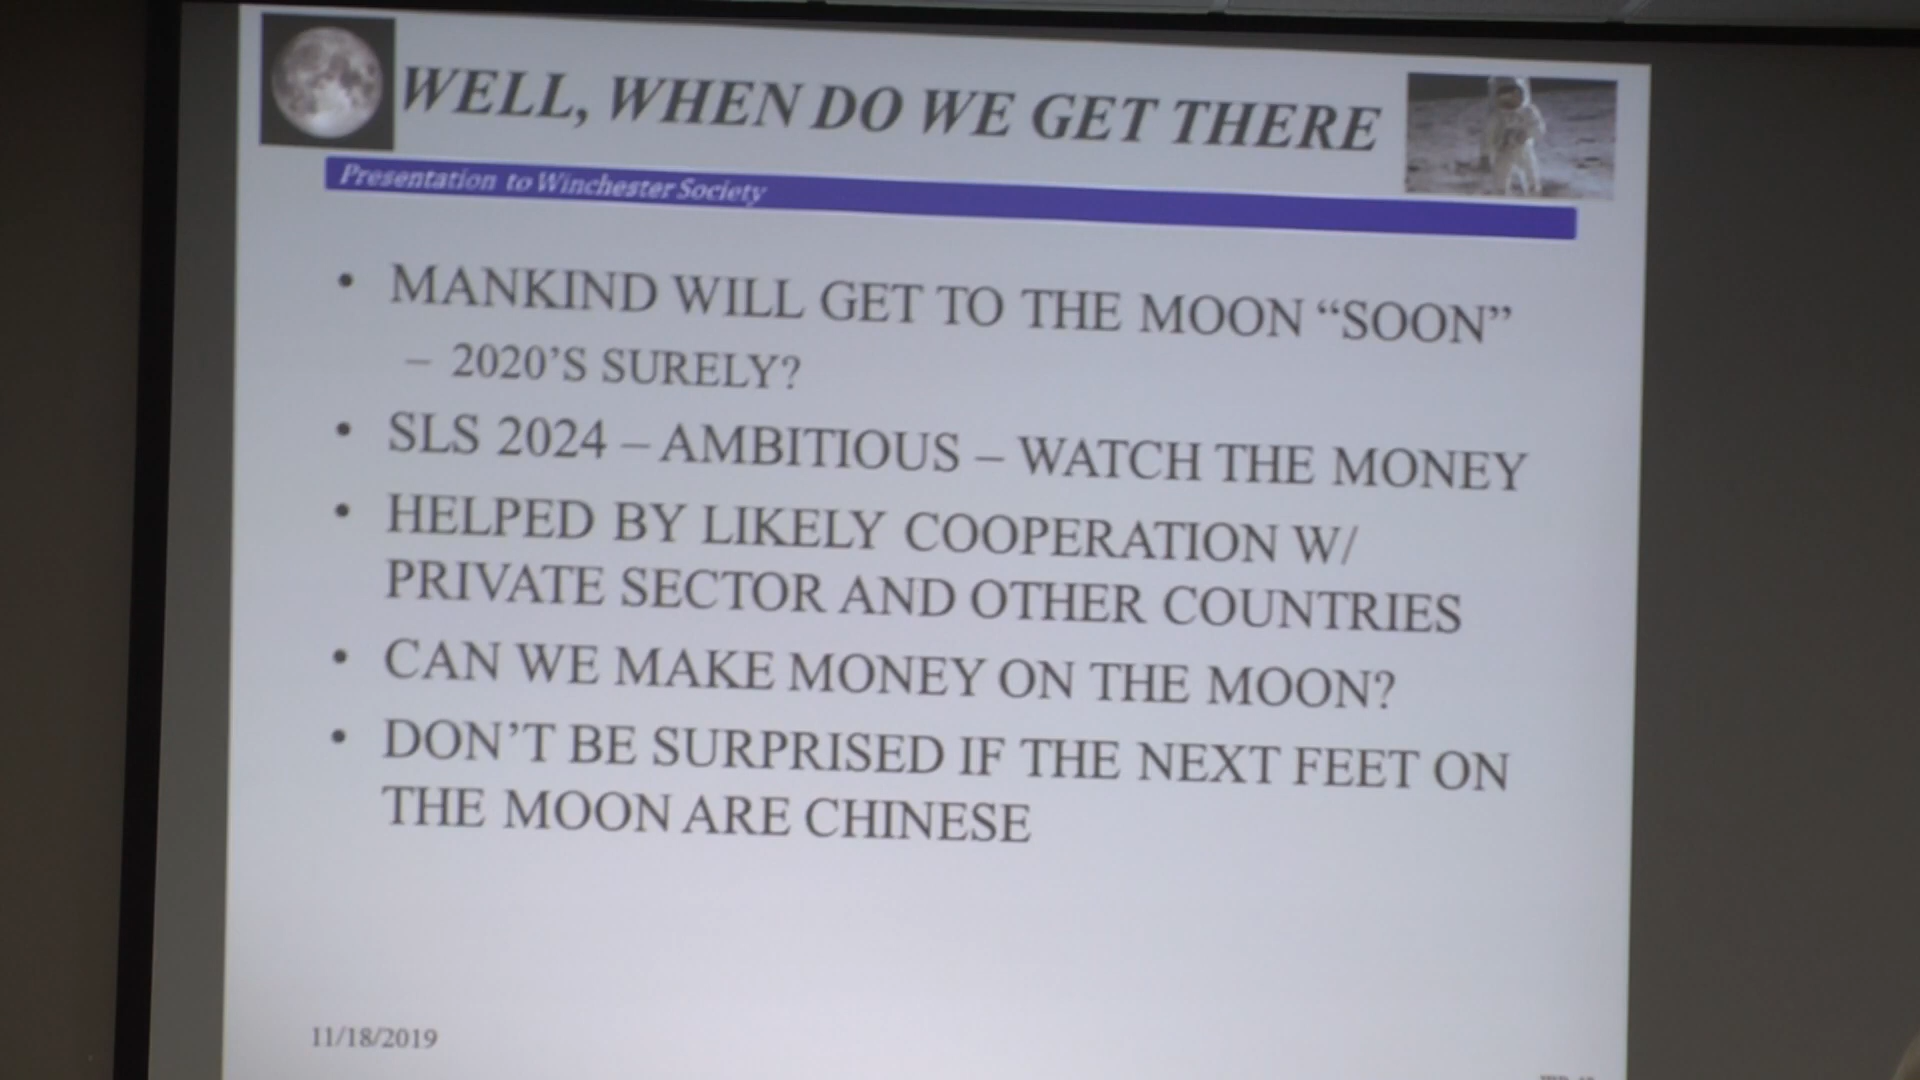 WELL, WHEN DO WE GET THERE
Presentation to Winchester Society
• MANKIND WILL GET TO THE MOON “SOON”
– 2020’S SURELY?
• SLS 2024 – AMBITIOUS – WATCH THE MONEY
• HELPED BY LIKELY COOPERATION W/
PRIVATE SECTOR AND OTHER COUNTRIES
• CAN WE MAKE MONEY ON THE MOON?
• DON’T BE SURPRISED IF THE NEXT FEET ON
THE MOON ARE CHINESE
11/18/2019